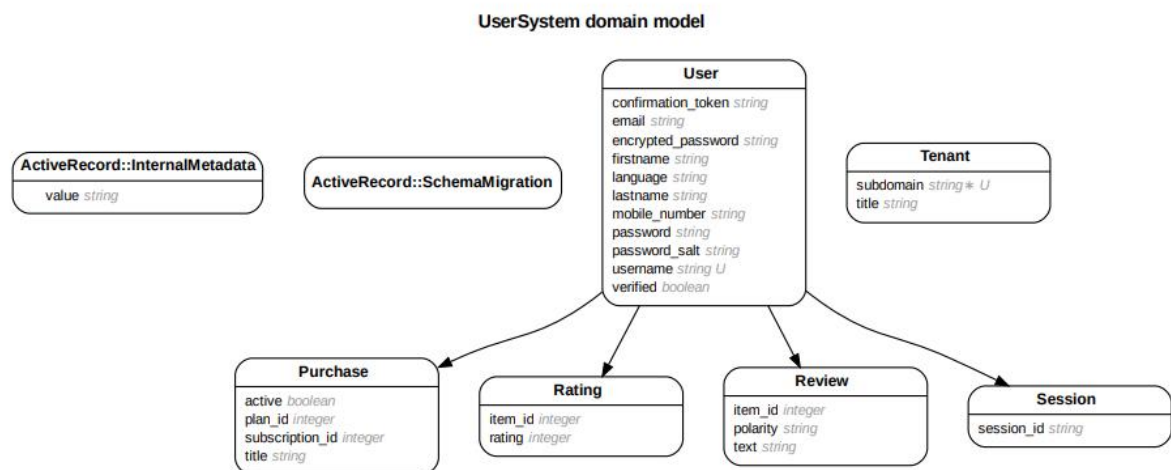 UserSystem domain model
User
confirmation_token string
email string
encrypted_password string
firstname string
language string
lastname string
mobile_number string
password string
password_salt string
username string U
verified boolean
ActiveRecord::InternalMetadata
value string
ActiveRecord::SchemaMigration
Tenant
subdomain string∗ U
title string
Purchase
active boolean
plan_id integer
subscription_id integer
title string
Rating
item_id integer
rating integer
Review
item_id integer
polarity string
text string
Session
session_id string